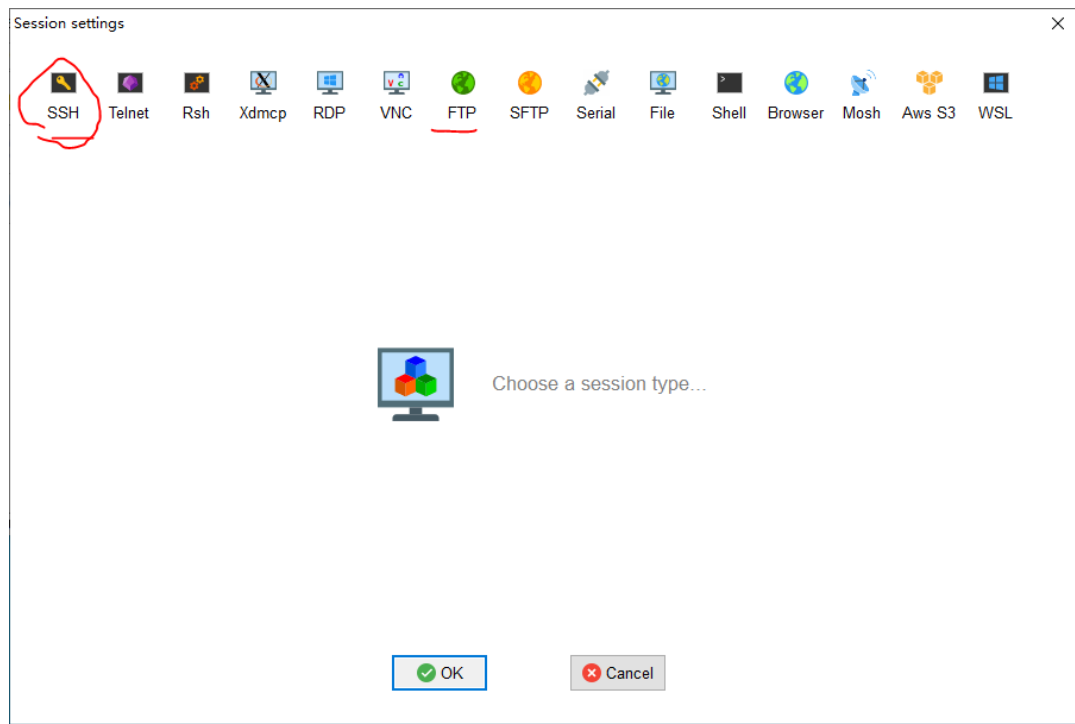 Session settings
SSH Telnet Rsh Xdmcp RDP VNC FTP SFTP Serial File Shell Browser Mosh Aws S3 WSL
Choose a session type...
OK Cancel